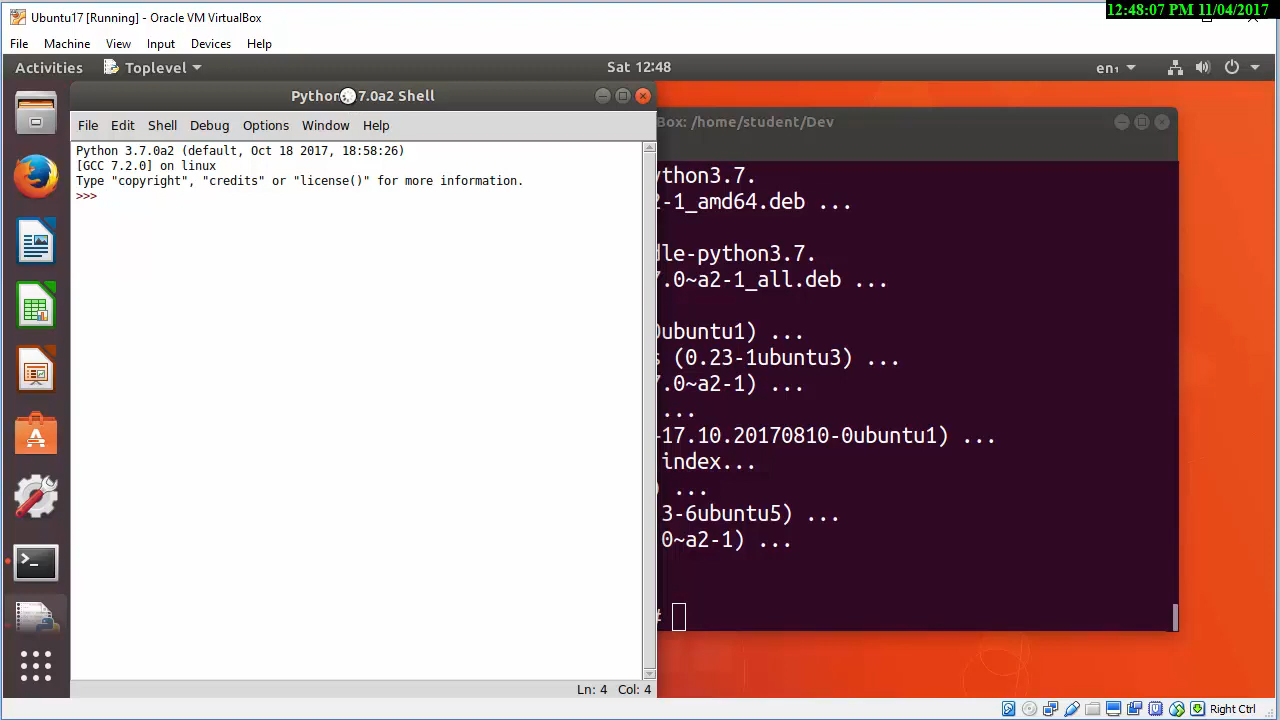 Ubuntu17 [Running] - Oracle VM VirtualBox
12:48:07 PM 11/04/2017
File Machine View Input Devices Help
Activities Toplevel Sat 12:48 en₁
Python 7.0a2 Shell
File Edit Shell Debug Options Window Help
Python 3.7.0a2 (default, Oct 18 2017, 18:58:26)
[GCC 7.2.0] on linux
Type "copyright", "credits" or "license()" for more information.
>>>
Ln: 4 Col: 4
Box: /home/student/Dev
ython3.7.
2-1_amd64.deb ...
dle-python3.7.
7.0~a2-1_all.deb ...
0ubuntu1) ...
s (0.23-1ubuntu3) ...
7.0~a2-1) ...
...
-17.10.20170810-0ubuntu1) ...
index...
) ...
3-6ubuntu5) ...
0~a2-1) ...
#
Right Ctrl